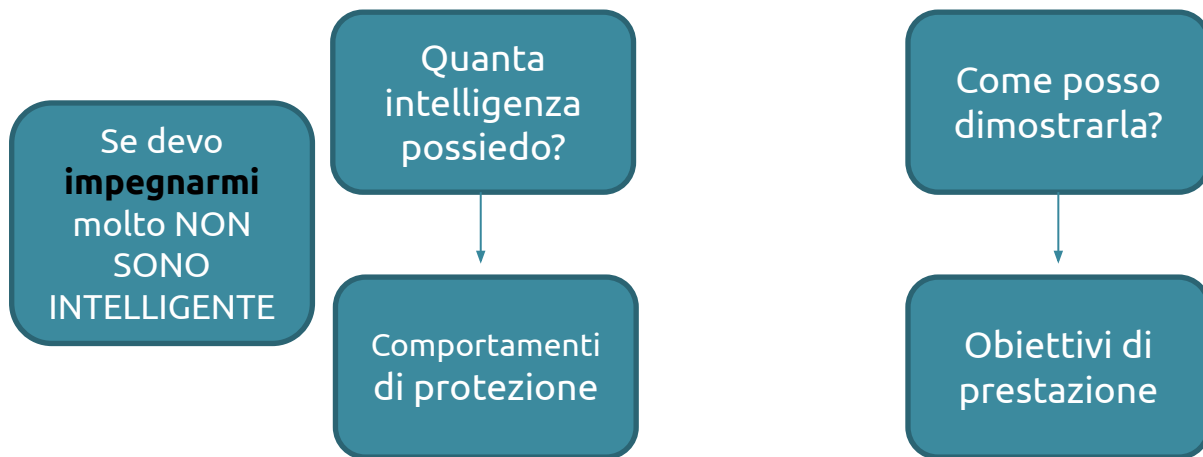 Se devo
impegnarmi
molto NON
SONO
INTELLIGENTE
Quanta
intelligenza
possiedo?
Comportamenti
di protezione
Come posso
dimostrarla?
Obiettivi di
prestazione